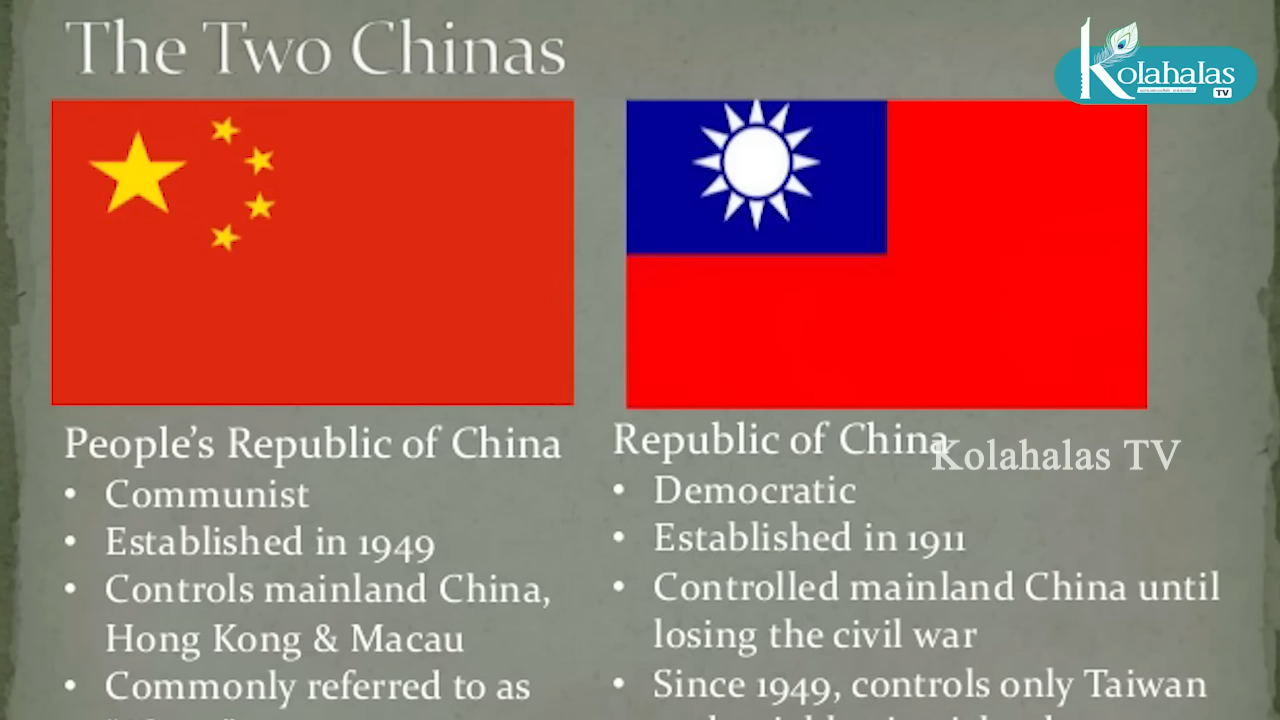 The Two Chinas
Kolahalas
TV
People's Republic of China
• Communist
• Established in 1949
• Controls mainland China,
Hong Kong & Macau
• Commonly referred to as
Republic of China
Kolahalas TV
• Democratic
• Established in 1911
• Controlled mainland China until
losing the civil war
• Since 1949, controls only Taiwan